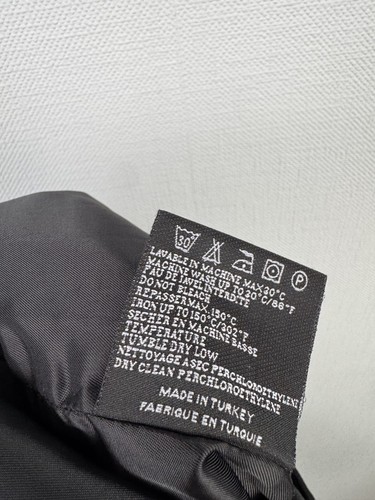 30
P
LAVABLE IN MACHINE MAX 30°C
MACHINE WASH UP TO 30°C/86°F
EAU DE JAVEL INTERDITE
DO NOT BLEACH
REPASSER MAX. 150°C
IRON UP TO 150°C/302°F
SECHER EN MACHINE BASSE
TEMPERATURE
TUMBLE DRY LOW
NETTOYAGE ASEC PERCHLOROETHYLENE
DRY CLEAN PERCHLOROETHYLENE
MADE IN TURKEY
FABRIQUE EN TURQUIE